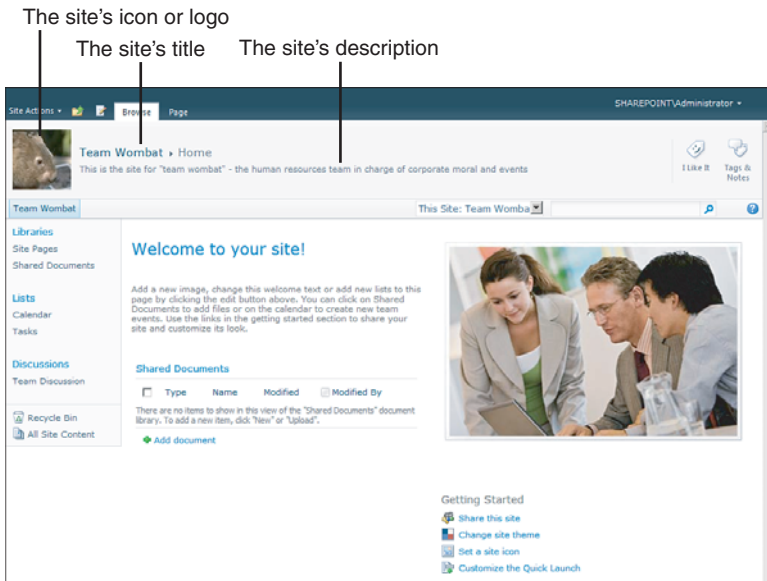 The site's icon or logo
The site's title
The site's description
SHAREPOINT\Administrator
Site Actions
Browse
Page
Team Wombat ▸ Home
This is the site for "team wombat" - the human resources team in charge of corporate moral and events
I Like It
Tags &
Notes
Team Wombat
This Site: Team Womba
Libraries
Site Pages
Shared Documents
Lists
Calendar
Tasks
Discussions
Team Discussion
Recycle Bin
All Site Content
Welcome to your site!
Add a new image, change this welcome text or add new lists to this
page by clicking the edit button above. You can click on Shared
Documents to add files or on the calendar to create new team
events. Use the links in the getting started section to share your
site and customize its look.
Shared Documents
Type Name Modified Modified By
There are no items to show in this view of the "Shared Documents" document
library. To add a new item, click "New" or "Upload".
Add document
Getting Started
Share this site
Change site theme
Set a site icon
Customize the Quick Launch